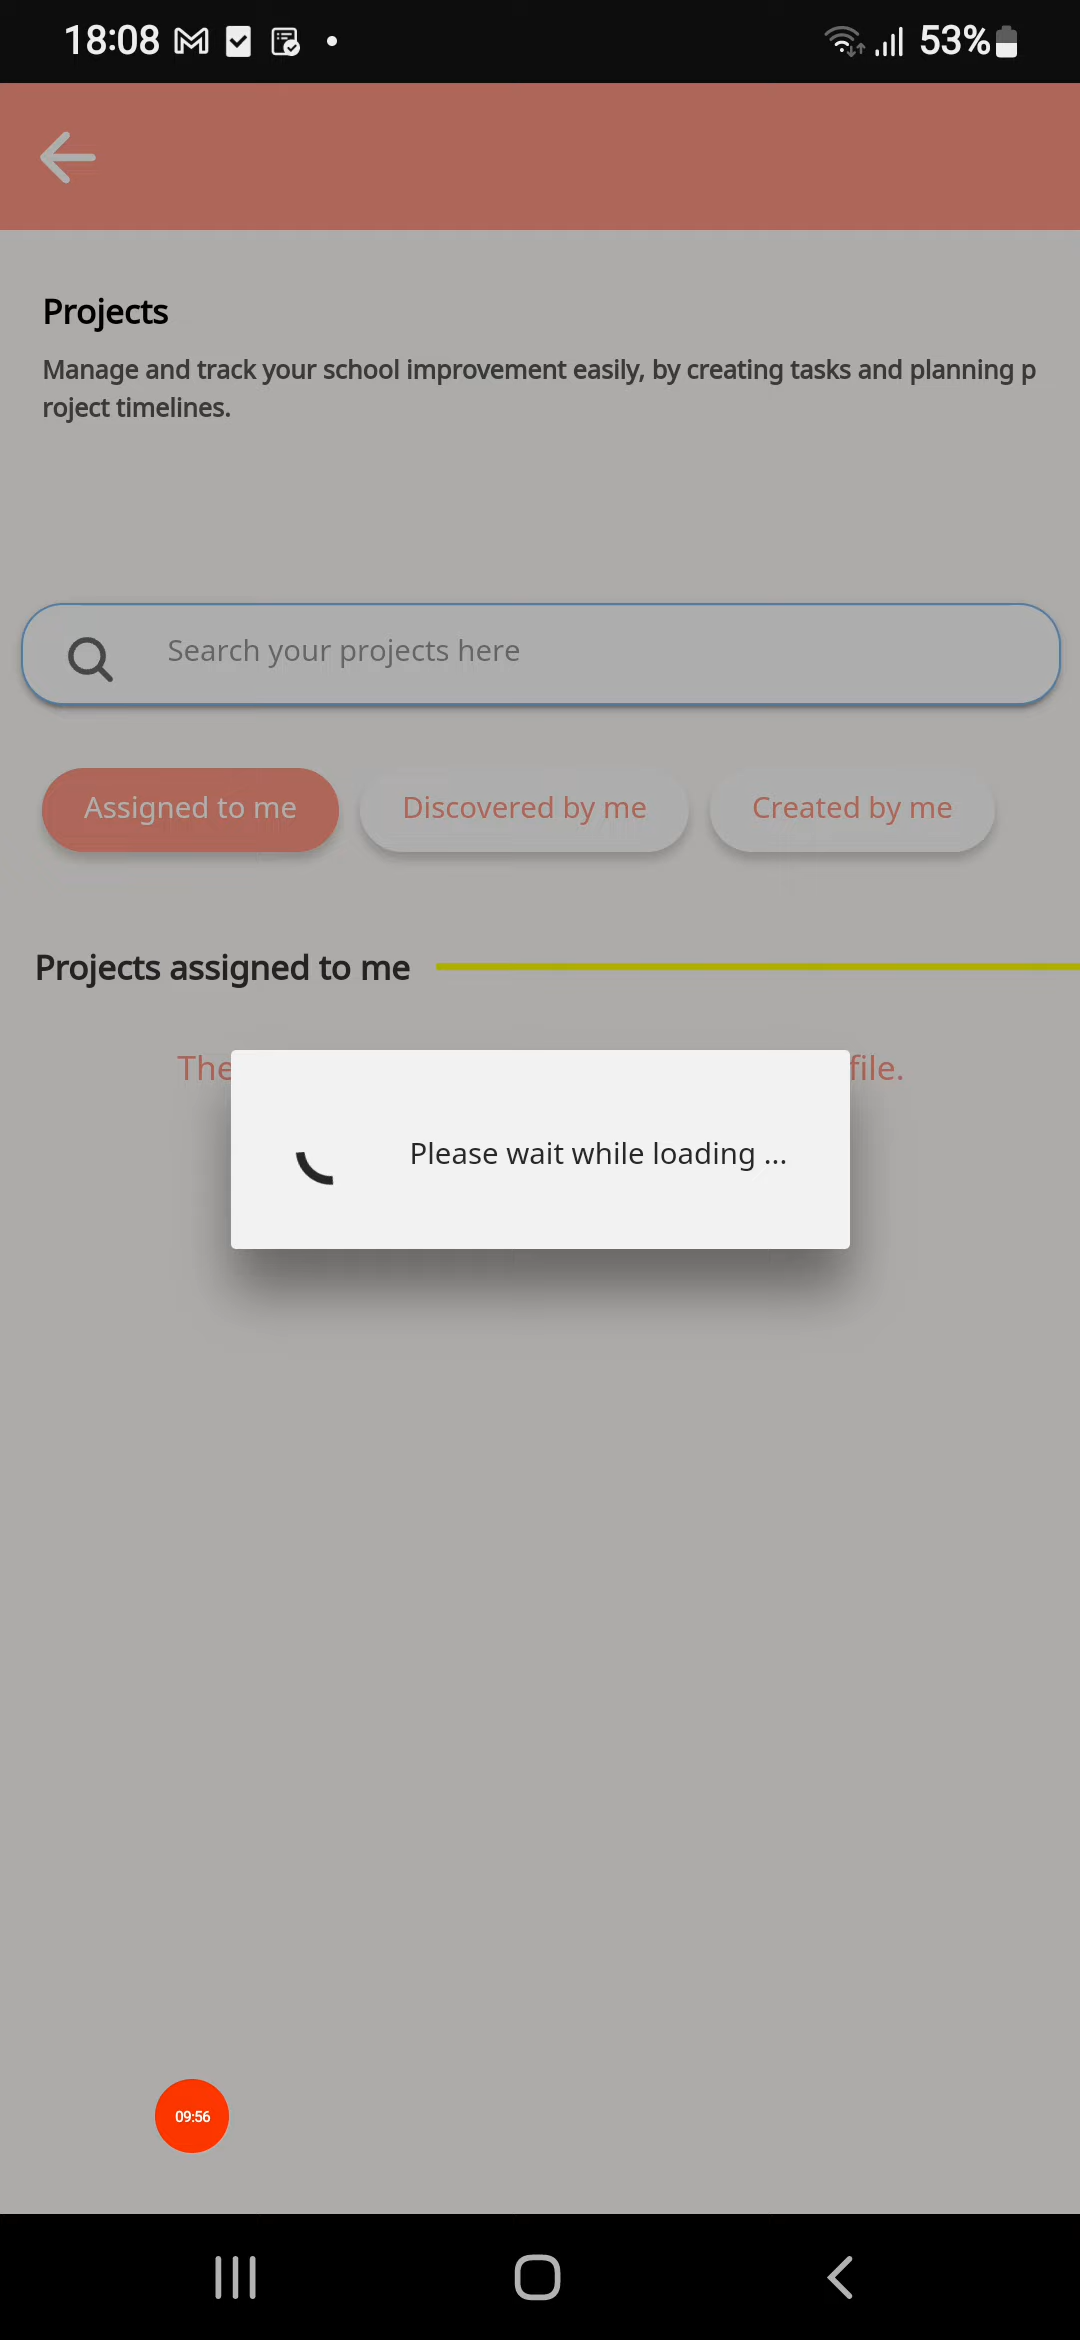 18:08
53%
Projects
Manage and track your school improvement easily, by creating tasks and planning p
roject timelines.
Search your projects here
Assigned to me
Discovered by me
Created by me
Projects assigned to me
file.
Please wait while loading ...
09:56